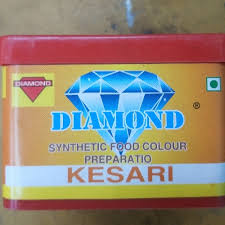 DIAMOND
DIAMOND ®
SYNTHETIC FOOD COLOUR
PREPARATIO
KESARI